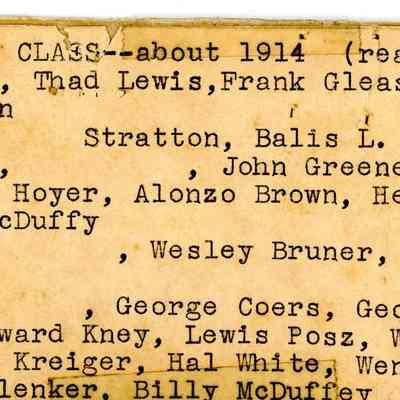 CLASS--about 1914 (rea
, Thad Lewis,Frank Gleas
n
Stratton, Balis L.
, , John Greene
Hoyer, Alonzo Brown, He
cDuffy
, Wesley Bruner,
, George Coers, Geo
ward Kney, Lewis Posz, W
Kreiger, Hal White, Wen
lenker, Billy McDuffey